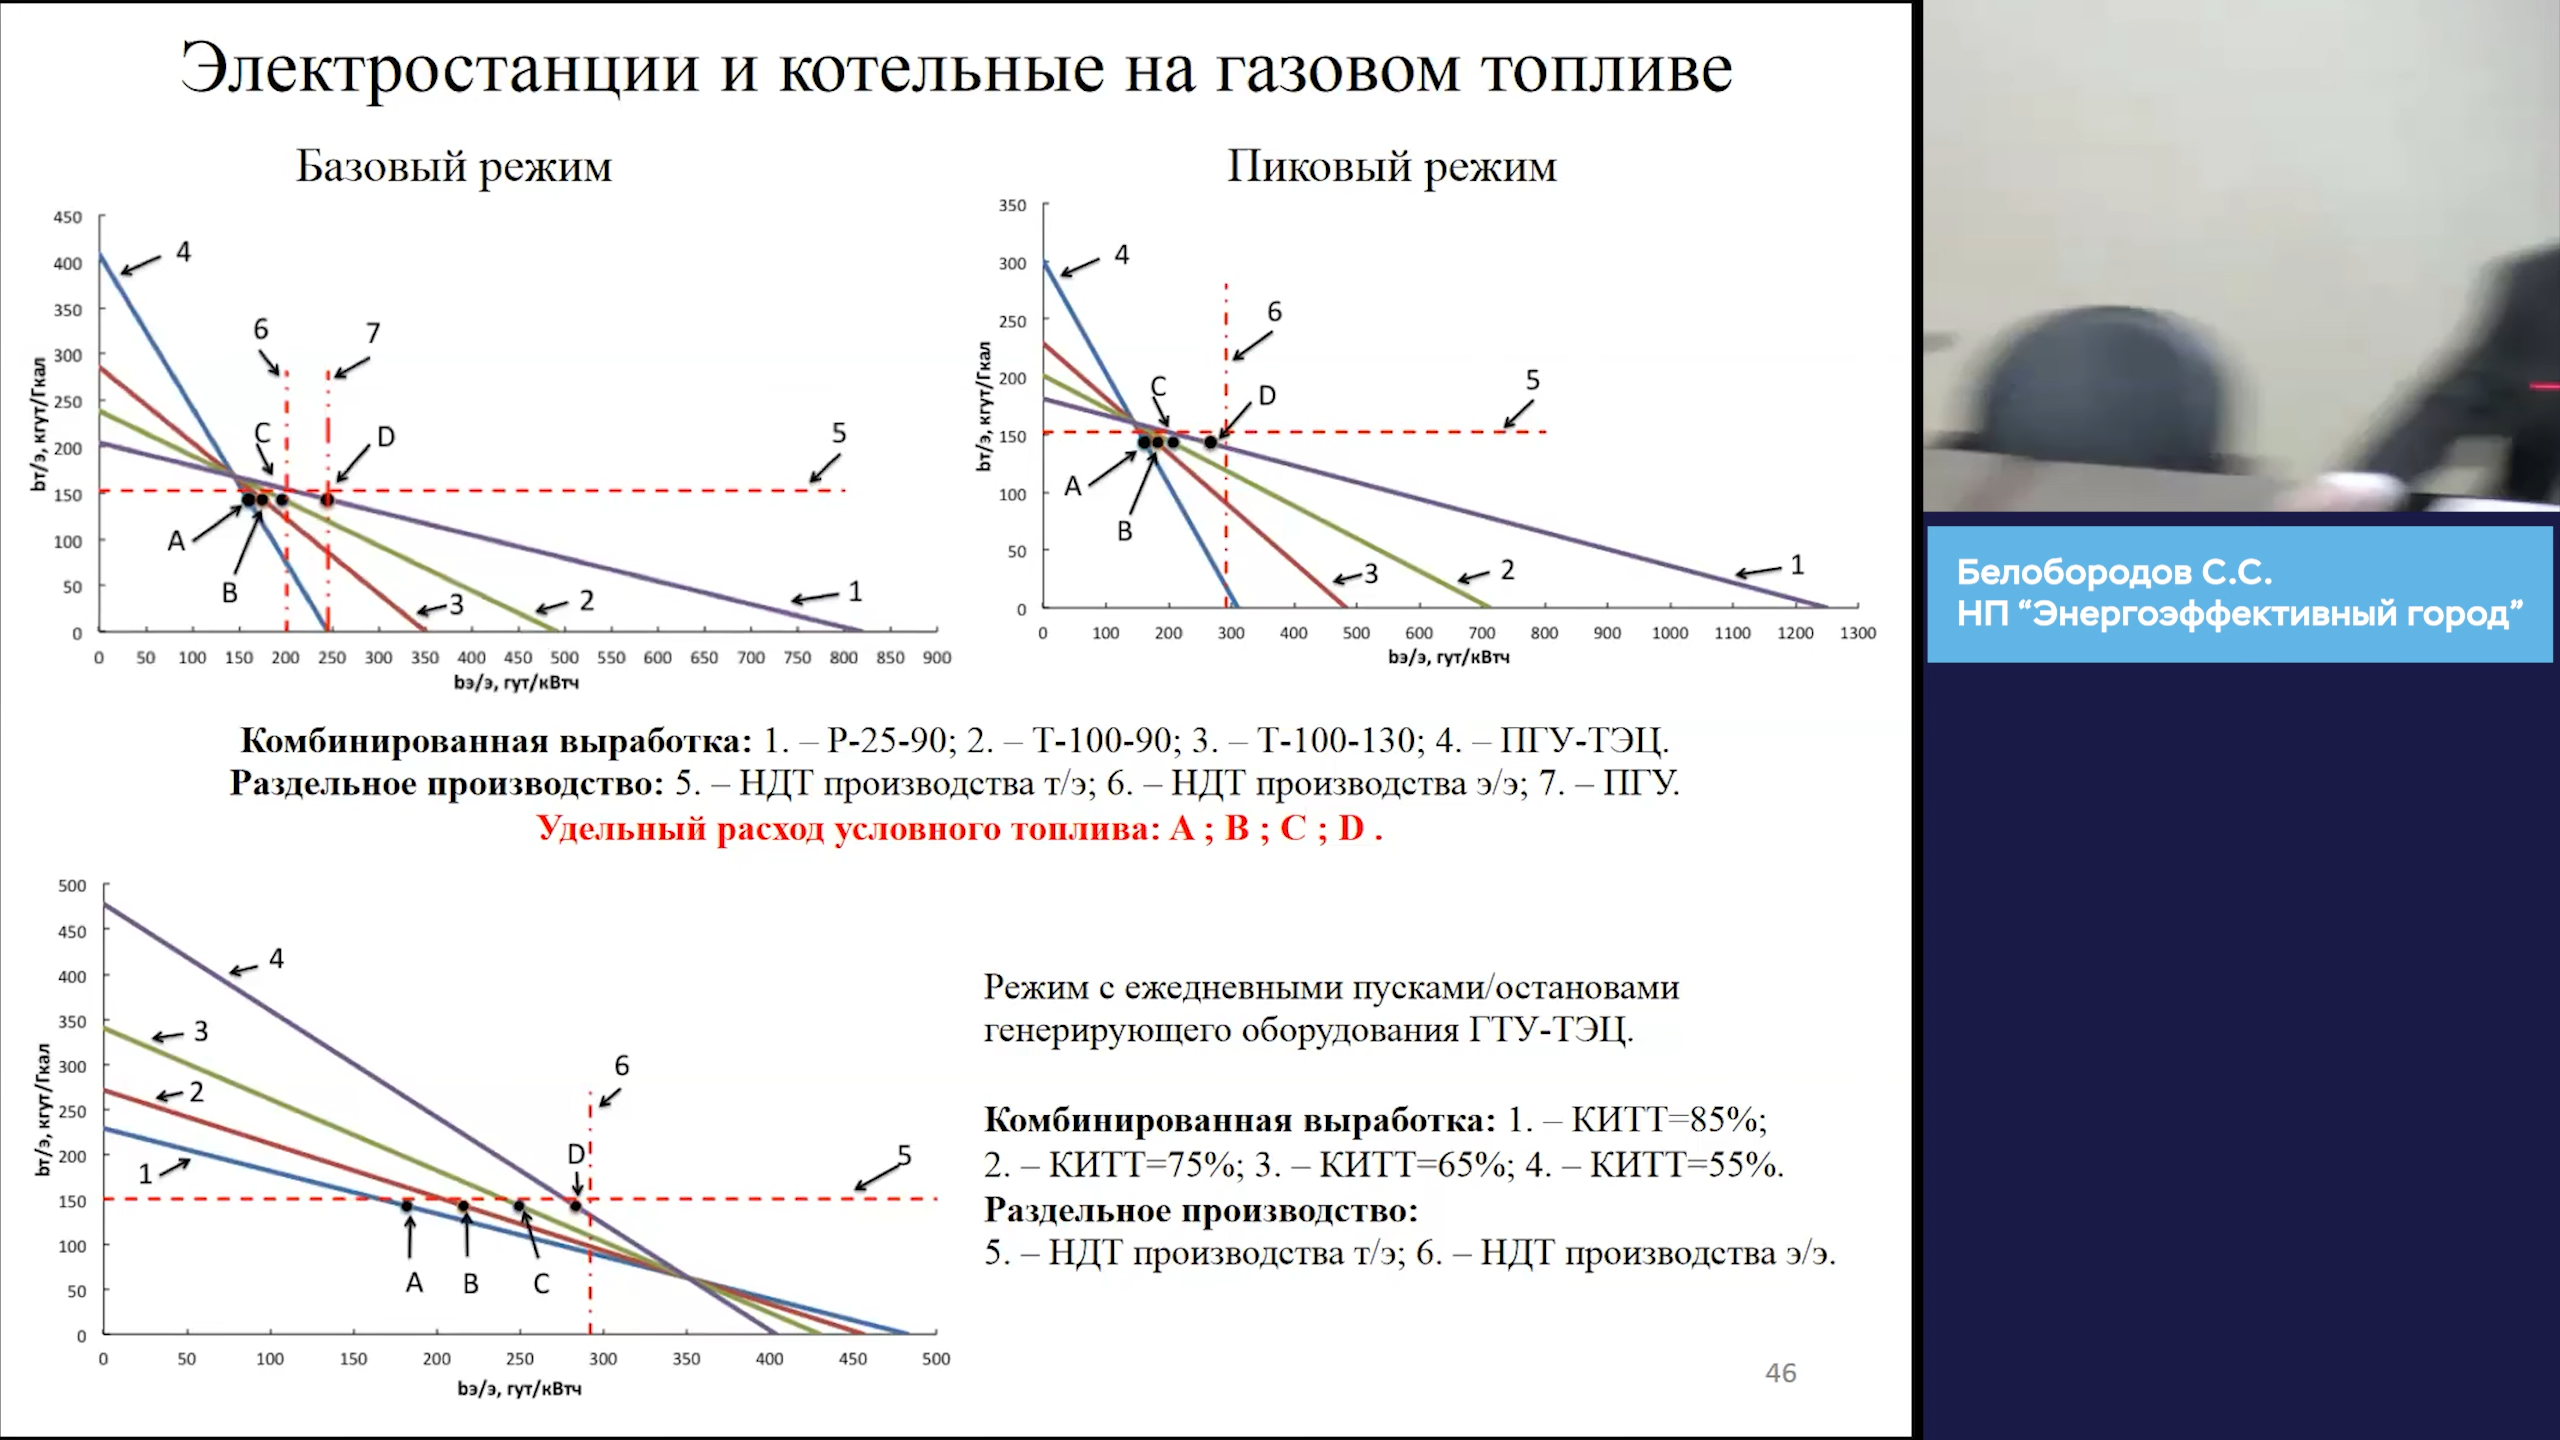 Электростанции и котельные на газовом топливе
Базовый режим
450
400
350
300
250
200
150
100
50
0
bт/э, кгут/Гкал
4
6
7
C
D
5
A
B
3
2
1
0 50 100 150 200 250 300 350 400 450 500 550 600 650 700 750 800 850 900
bэ/э, гут/кВтч
Пиковый режим
350
300
250
200
150
100
50
0
bт/э, кгут/Гкал
4
6
C
D
5
A
B
3
2
1
0 100 200 300 400 500 600 700 800 900 1000 1100 1200 1300
bэ/э, гут/кВтч
Комбинированная выработка: 1. – Р-25-90; 2. – Т-100-90; 3. – Т-100-130; 4. – ПГУ-ТЭЦ.
Раздельное производство: 5. – НДТ производства т/э; 6. – НДТ производства э/э; 7. – ПГУ.
Удельный расход условного топлива: A ; B ; C ; D .
500
450
400
350
300
250
200
150
100
50
0
bт/э, кгут/Гкал
4
3
2
1
6
D
5
A
B
C
0 50 100 150 200 250 300 350 400 450 500
bэ/э, гут/кВтч
Режим с ежедневными пусками/остановами
генерирующего оборудования ГТУ-ТЭЦ.
Комбинированная выработка: 1. – КИТТ=85%;
2. – КИТТ=75%; 3. – КИТТ=65%; 4. – КИТТ=55%.
Раздельное производство:
5. – НДТ производства т/э; 6. – НДТ производства э/э.
46
Белобородов С.С.
НП “Энергоэффективный город”